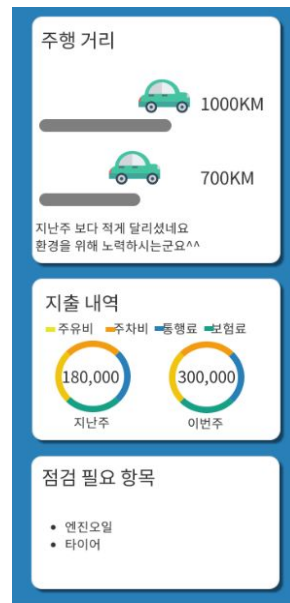 주행 거리
1000KM
700KM
지난주 보다 적게 달리셨네요
환경을 위해 노력하시는군요^^
지출 내역
주유비 주차비 통행료 보험료
180,000 300,000
지난주 이번주
점검 필요 항목
• 엔진오일
• 타이어